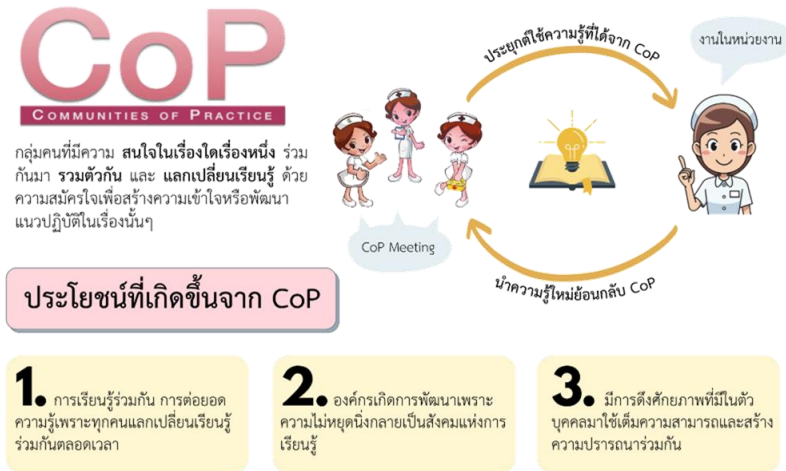 CoP
COMMUNITIES OF PRACTICE
กลุ่มคนที่มีความ สนใจในเรื่องใดเรื่องหนึ่ง ร่วม
กันมา รวมตัวกัน และ แลกเปลี่ยนเรียนรู้ ด้วย
ความสมัครใจเพื่อสร้างความเข้าใจหรือพัฒนา
แนวปฏิบัติในเรื่องนั้นๆ
ประยุกต์ใช้ความรู้ที่ได้จาก CoP
งานในหน่วยงาน
CoP Meeting
นำความรู้ใหม่ย้อนกลับ CoP
ประโยชน์ที่เกิดขึ้นจาก CoP
1. การเรียนรู้ร่วมกัน การต่อยอด
ความรู้เพราะทุกคนแลกเปลี่ยนเรียนรู้
ร่วมกันตลอดเวลา
2. องค์กรเกิดการพัฒนาเพราะ
ความไม่หยุดนิ่งกลายเป็นสังคมแห่งการ
เรียนรู้
3. มีการดึงศักยภาพที่มีในตัว
บุคคลมาใช้เต็มความสามารถและสร้าง
ความปรารถนาร่วมกัน